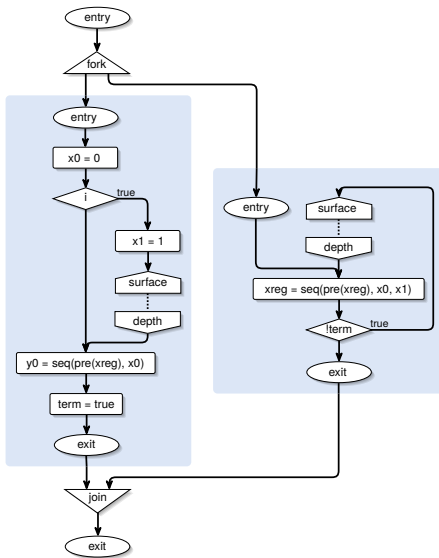 entry
fork
entry
x0 = 0
i
true
x1 = 1
surface
depth
y0 = seq(pre(xreg), x0)
term = true
exit
entry
surface
depth
xreg = seq(pre(xreg), x0, x1)
!term
true
exit
join
exit